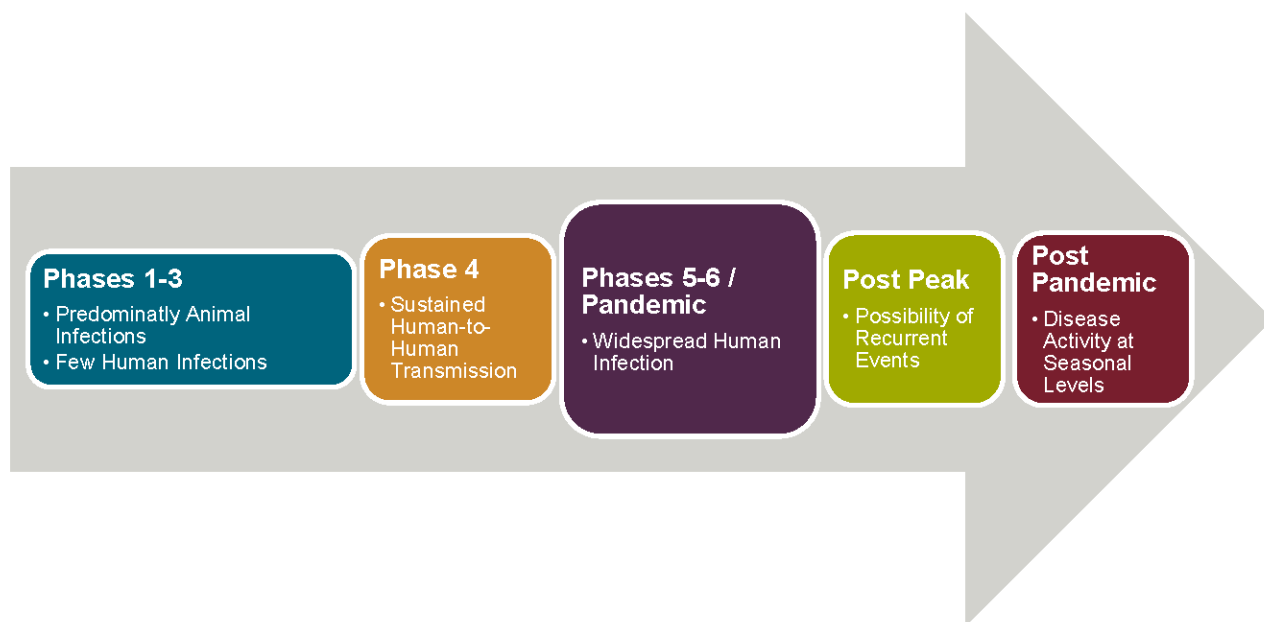 Phases 1-3
• Predominatly Animal
Infections
• Few Human Infections
Phase 4
• Sustained
Human-to-
Human
Transmission
Phases 5-6 /
Pandemic
• Widespread Human
Infection
Post Peak
• Possibility of
Recurrent
Events
Post
Pandemic
• Disease
Activity at
Seasonal
Levels